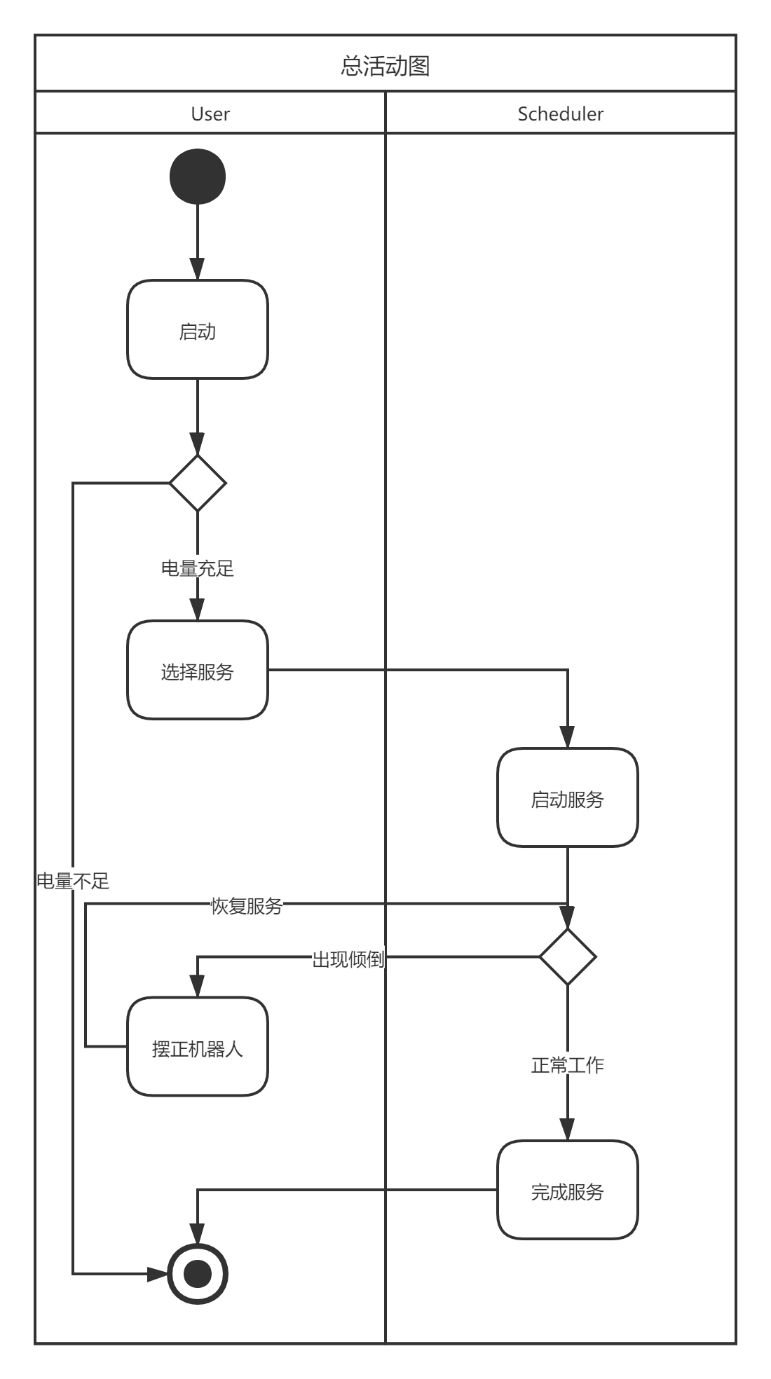 总活动图
User
Scheduler
启动
电量充足
选择服务
启动服务
电量不足
恢复服务
出现倾倒
摆正机器人
正常工作
完成服务